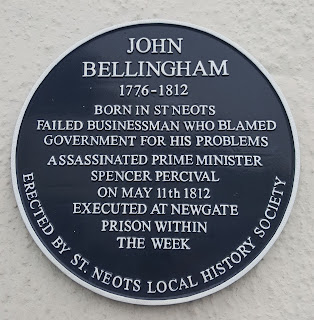 JOHN
BELLINGHAM
1776-1812
BORN IN ST NEOTS
FAILED BUSINESSMAN WHO BLAMED
GOVERNMENT FOR HIS PROBLEMS
ASSASSINATED PRIME MINISTER
SPENCER PERCIVAL
ON MAY 11th 1812
EXECUTED AT NEWGATE
PRISON WITHIN
THE WEEK
ERECTED BY ST. NEOTS LOCAL HISTORY SOCIETY